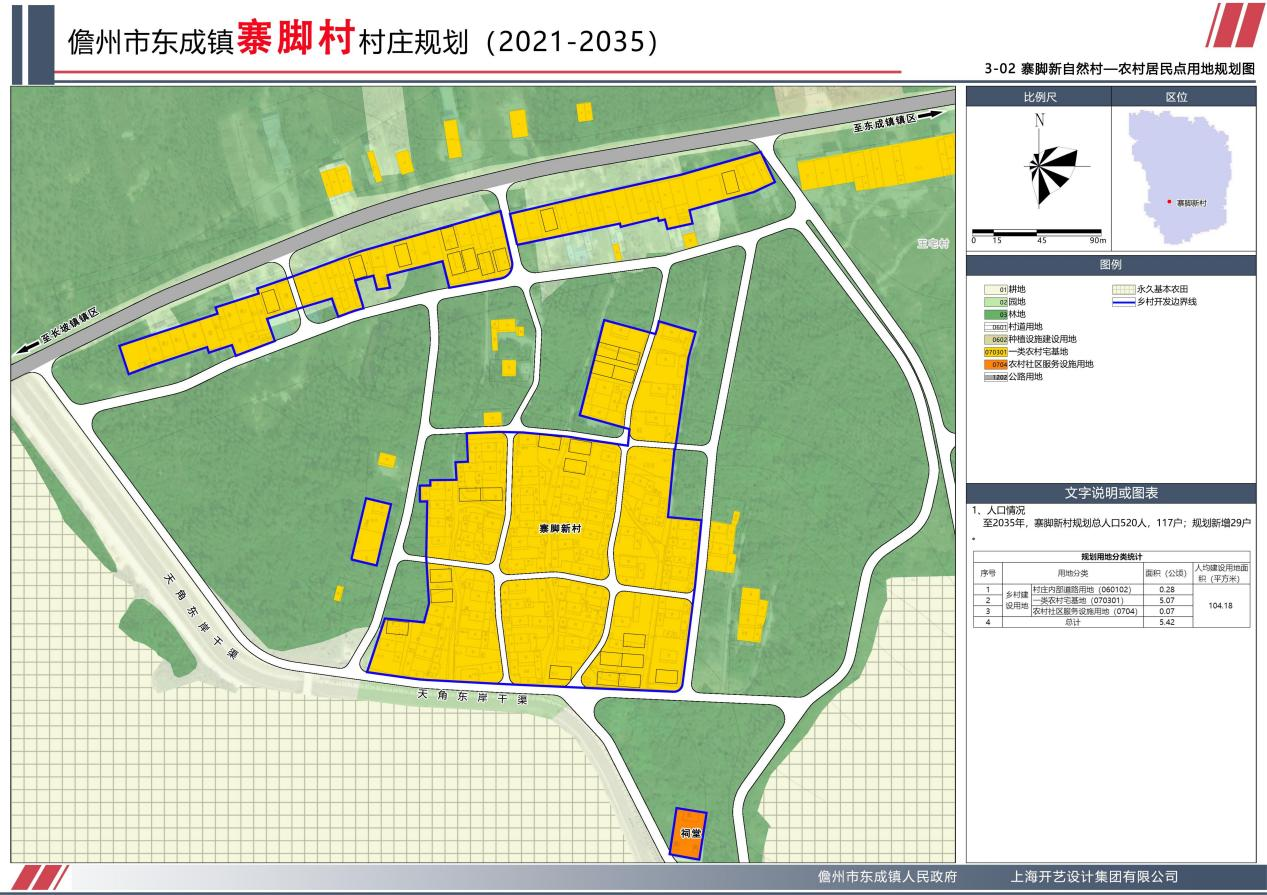 儋州市东成镇寨脚村村庄规划（2021-2035）
3-02 寨脚新自然村—农村居民点用地规划图
至东成镇镇区
至长坡镇镇区
王宅村
寨脚新村
天角东岸干渠
天角东岸干渠
祠堂
比例尺
区位
N
0 15 45 90m
寨脚新村
图例
01 耕地
02 园地
03 林地
0601 村道用地
0602 种植设施建设用地
070301 一类农村宅基地
0704 农村社区服务设施用地
1202 公路用地
永久基本农田
乡村开发边界线
文字说明或图表
1、人口情况
至2035年，寨脚新村规划总人口520人，117户；规划新增29户
。
规划用地分类统计
序号 用地分类 面积（公顷） 人均建设用地面积（平方米）
1 乡村建设用地 村庄内部道路用地（060102） 0.28 104.18
2 一类农村宅基地（070301） 5.07
3 农村社区服务设施用地（0704） 0.07
4 总计 5.42
儋州市东成镇人民政府
上海开艺设计集团有限公司